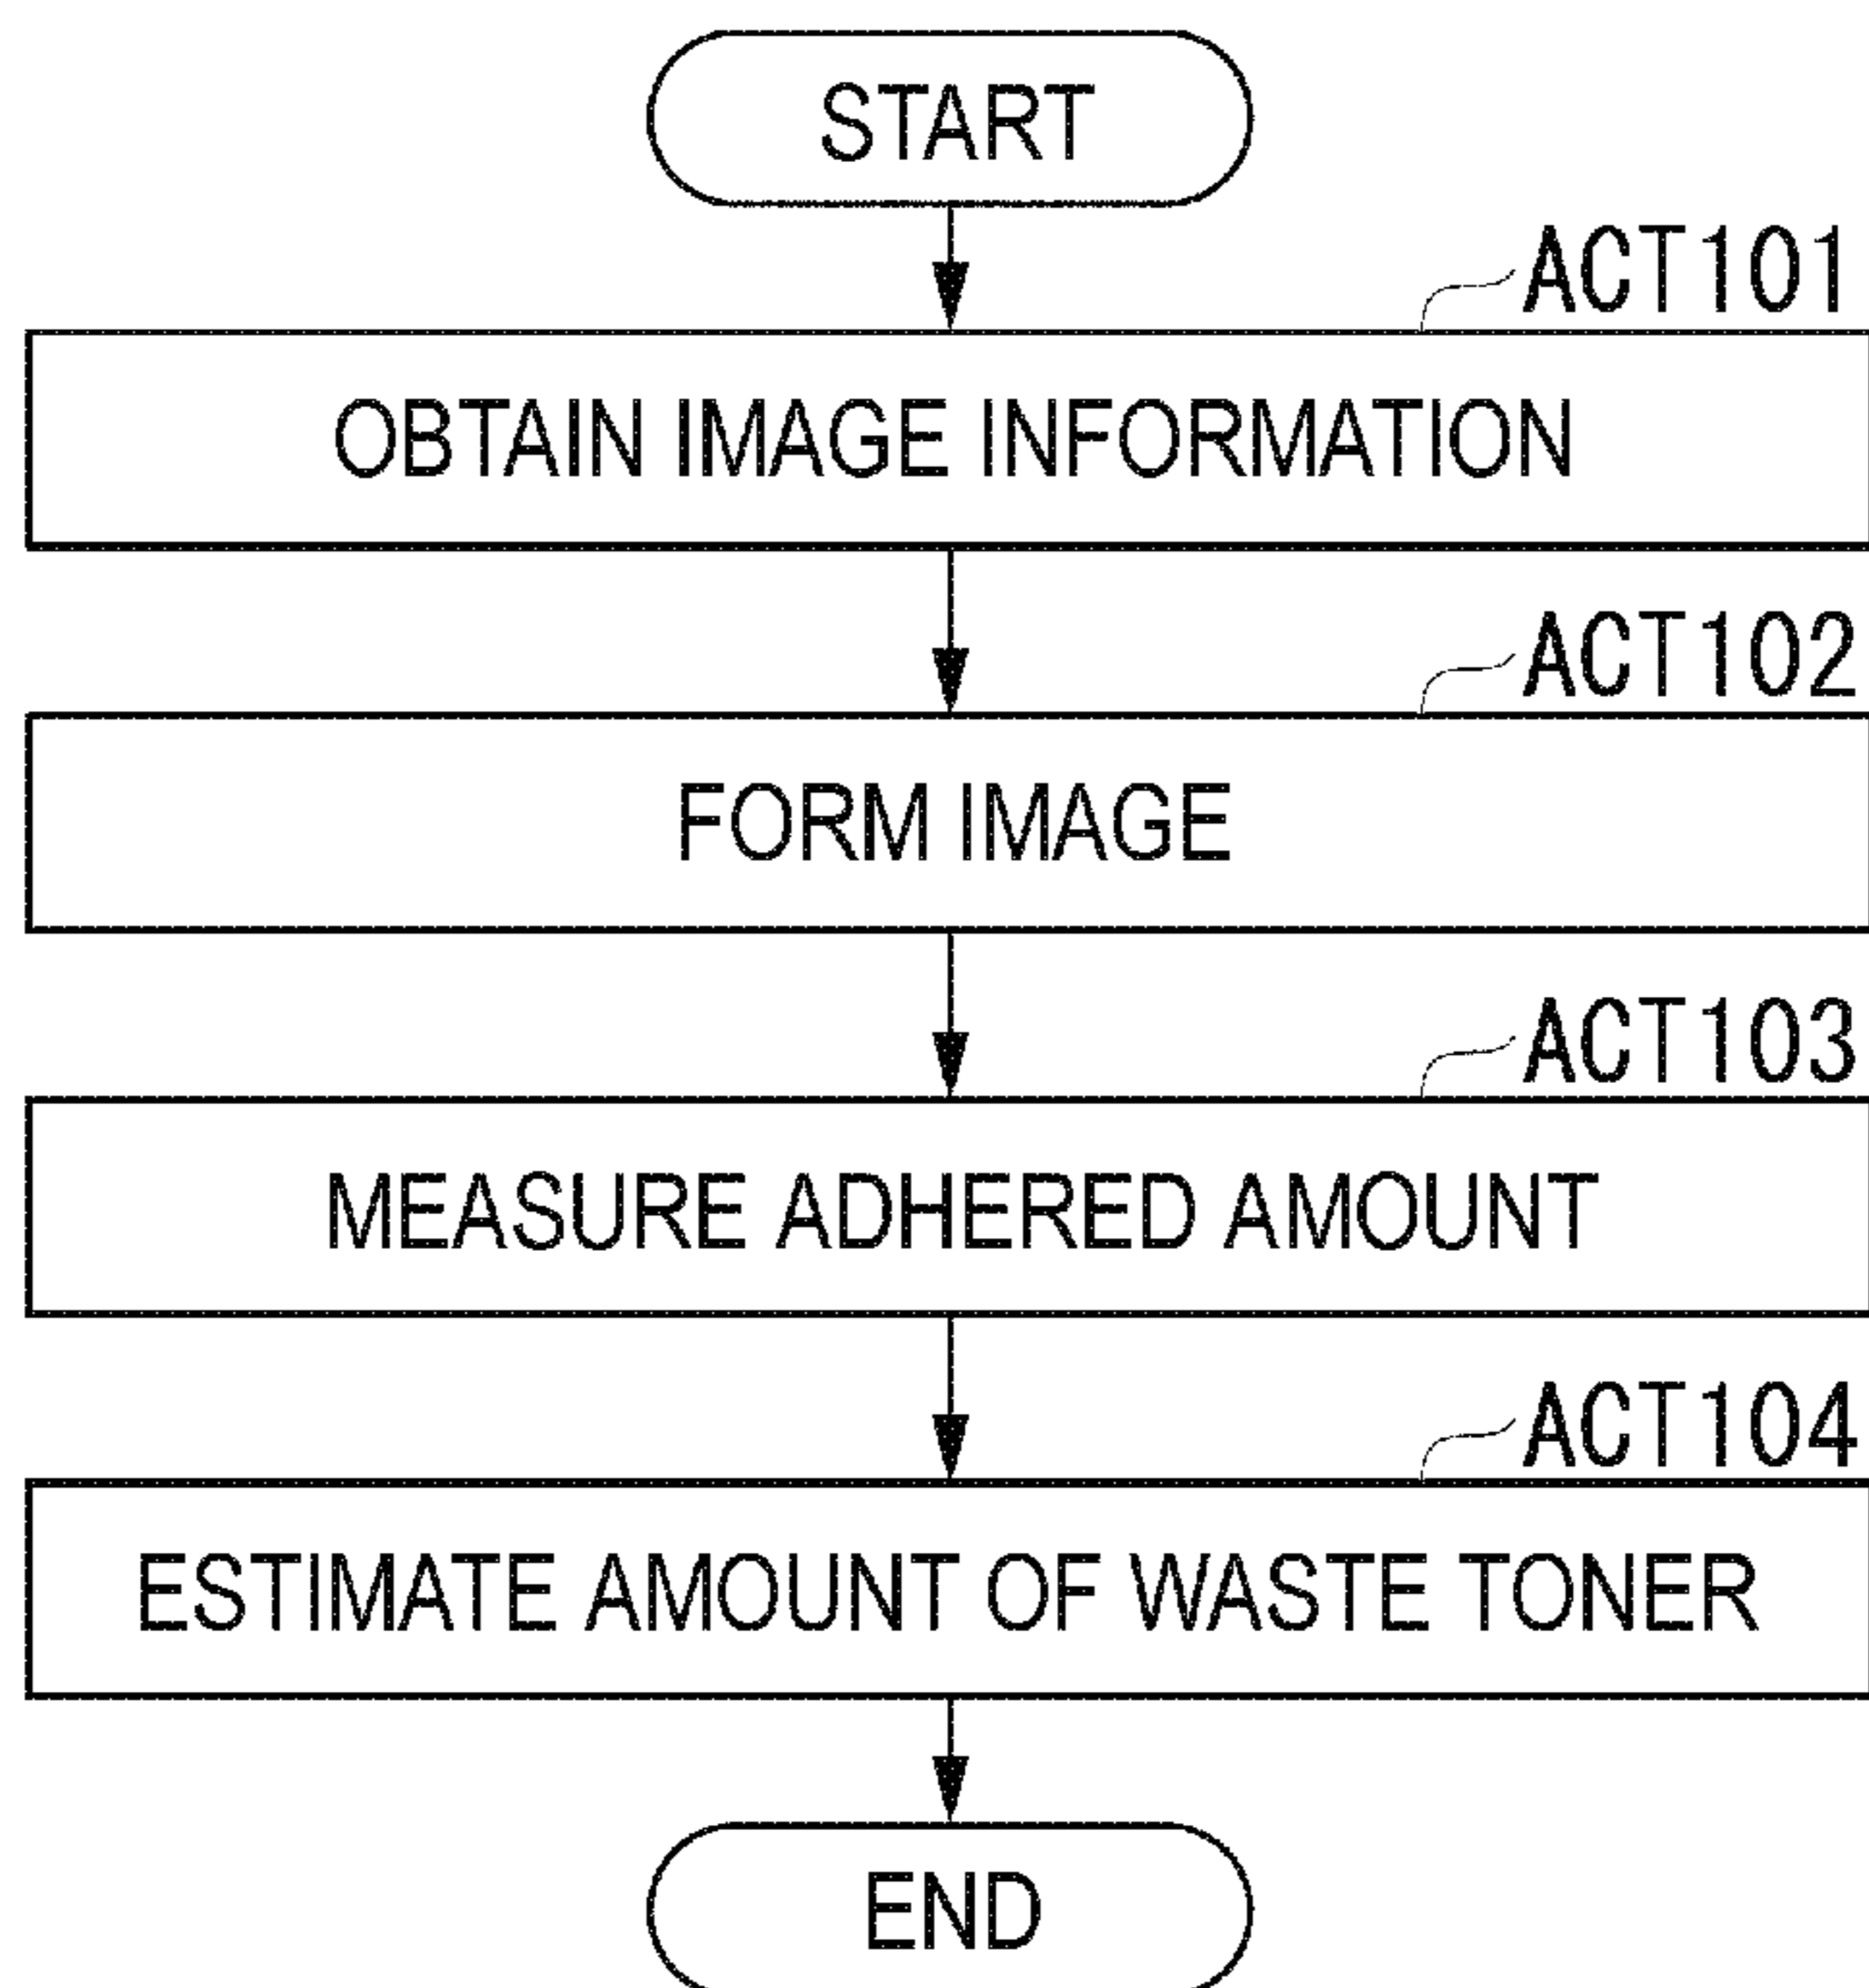 START
ACT101
OBTAIN IMAGE INFORMATION
ACT102
FORM IMAGE
ACT103
MEASURE ADHERED AMOUNT
ACT104
ESTIMATE AMOUNT OF WASTE TONER
END